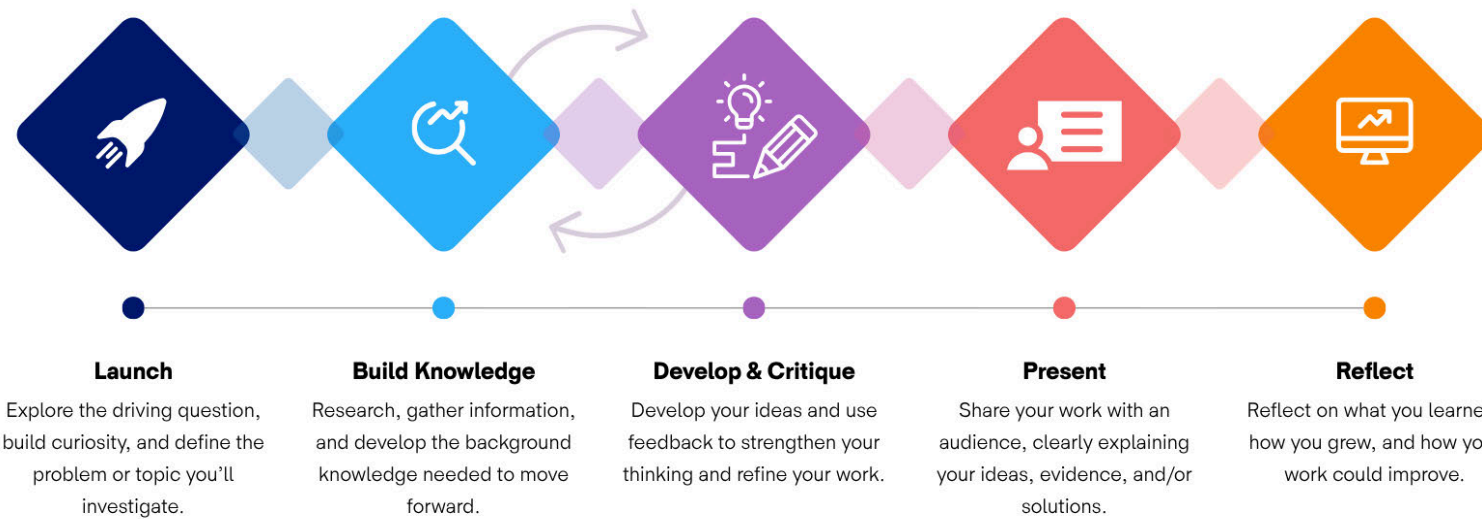 Launch
Explore the driving question,
build curiosity, and define the
problem or topic you'll
investigate.
Build Knowledge
Research, gather information,
and develop the background
knowledge needed to move
forward.
Develop & Critique
Develop your ideas and use
feedback to strengthen your
thinking and refine your work.
Present
Share your work with an
audience, clearly explaining
your ideas, evidence, and/or
solutions.
Reflect
Reflect on what you learne
how you grew, and how yo
work could improve.